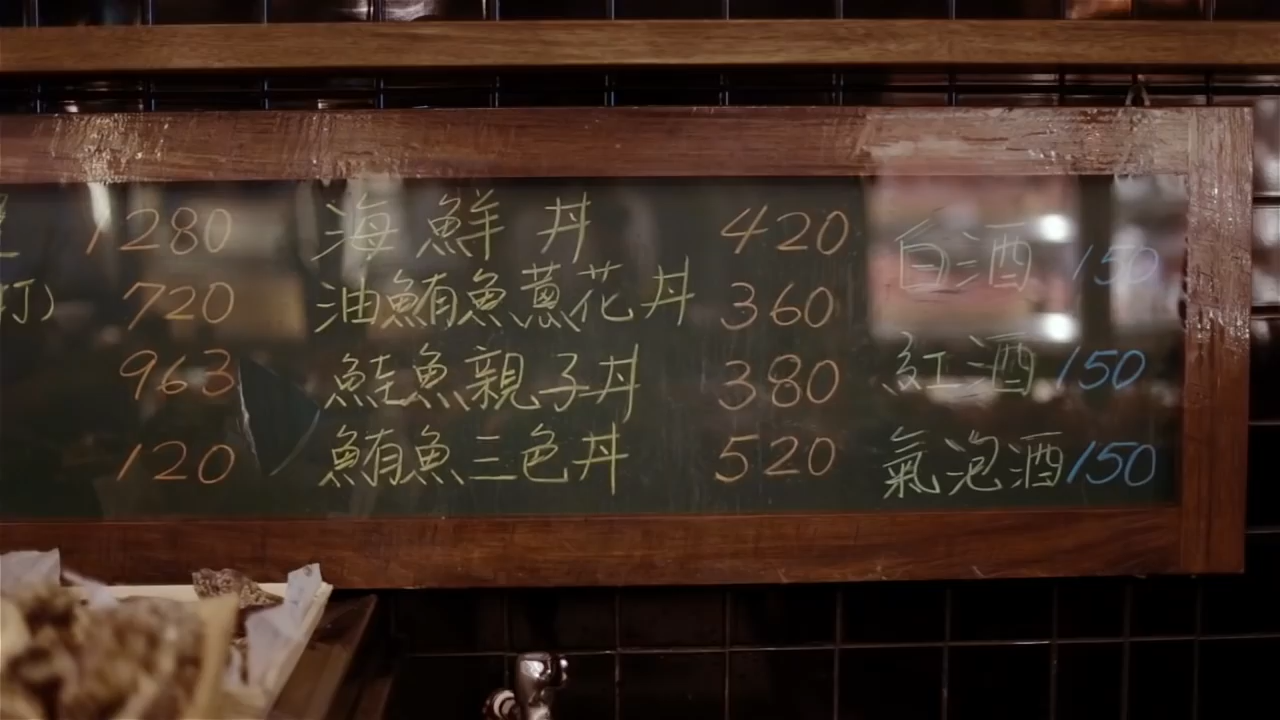 1280 海鮮丼 420 白酒 150
打) 720 油鮪魚蔥花丼 360
963 鮭魚親子丼 380 紅酒 150
120 鮪魚三色丼 520 氣泡酒 150